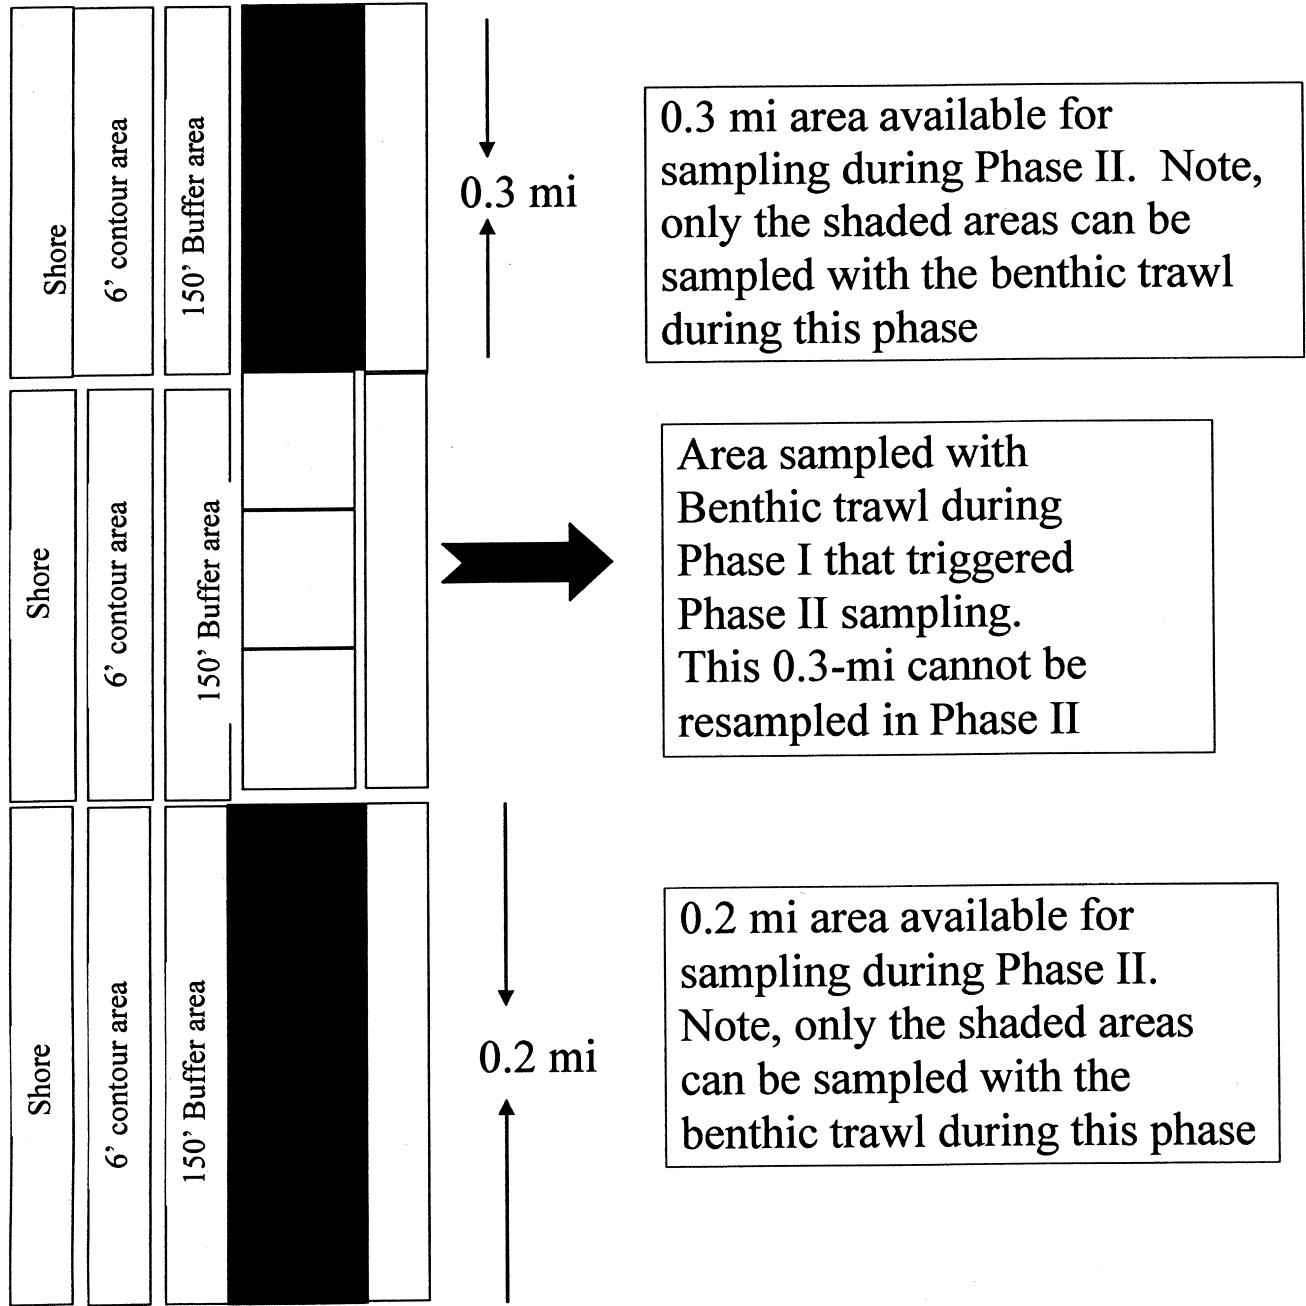 Shore
6’ contour area
150’ Buffer area
0.3 mi
0.3 mi area available for
sampling during Phase II.  Note,
only the shaded areas can be
sampled with the benthic trawl
during this phase
Shore
6’ contour area
150’ Buffer area
Area sampled with
Benthic trawl during
Phase I that triggered
Phase II sampling.
This 0.3-mi cannot be
resampled in Phase II
Shore
6’ contour area
150’ Buffer area
0.2 mi
0.2 mi area available for
sampling during Phase II.
Note, only the shaded areas
can be sampled with the
benthic trawl during this phase